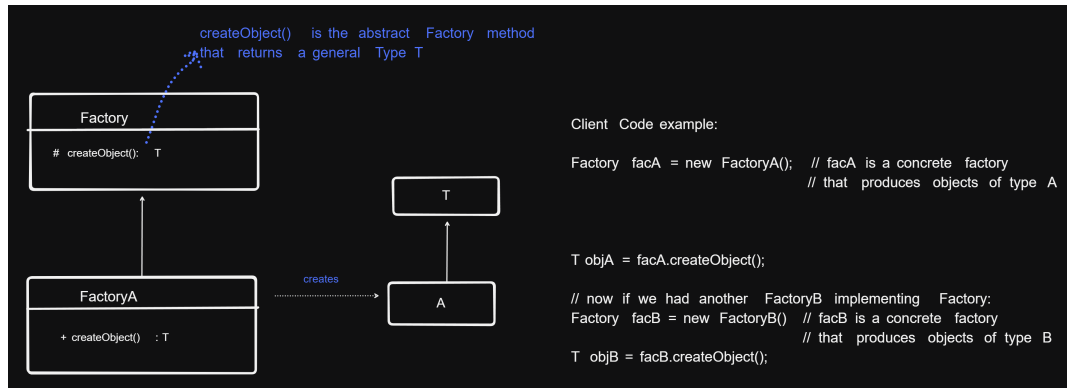 createObject() is the abstract Factory method
that returns a general Type T
Factory
# createObject(): T
T
FactoryA
+ createObject() : T
creates
A
Client Code example:
Factory facA = new FactoryA(); // facA is a concrete factory
// that produces objects of type A
T objA = facA.createObject();
// now if we had another FactoryB implementing Factory:
Factory facB = new FactoryB() // facB is a concrete factory
// that produces objects of type B
T objB = facB.createObject();